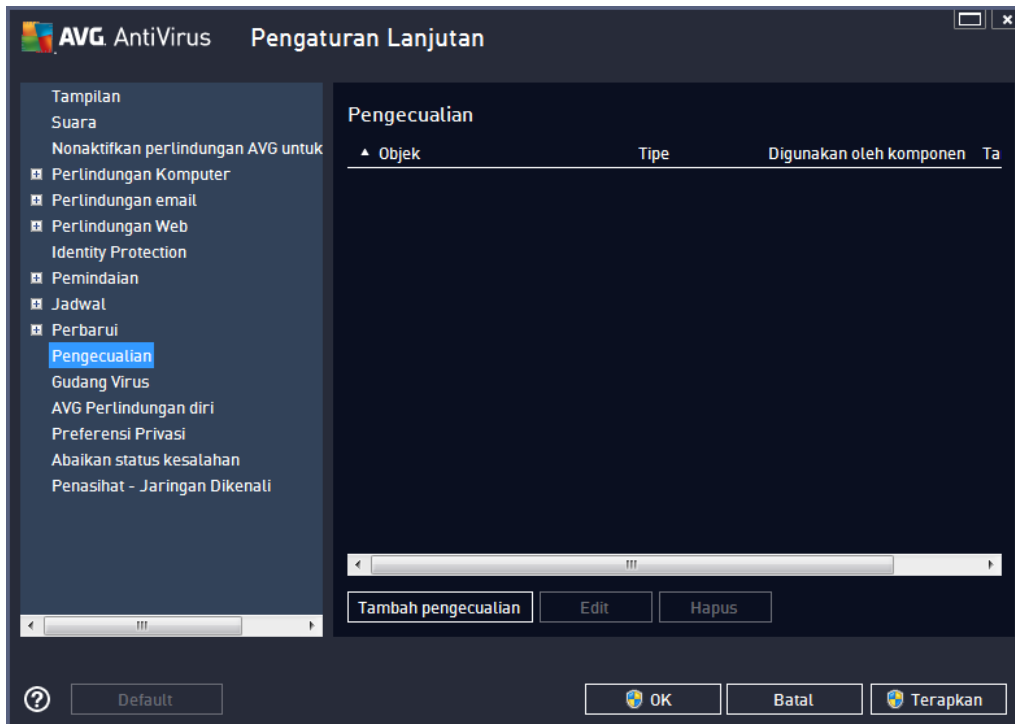 AVG AntiVirus Pengaturan Lanjutan
Tampilan
Suara
Nonaktifkan perlindungan AVG untuk
Perlindungan Komputer
Perlindungan email
Perlindungan Web
Identity Protection
Pemindaian
Jadwal
Perbarui
Pengecualian
Gudang Virus
AVG Perlindungan diri
Preferensi Privasi
Abaikan status kesalahan
Penasihat - Jaringan Dikenali
Pengecualian
Objek Tipe Digunakan oleh komponen Ta
Tambah pengecualian Edit Hapus
? Default OK Batal Terapkan